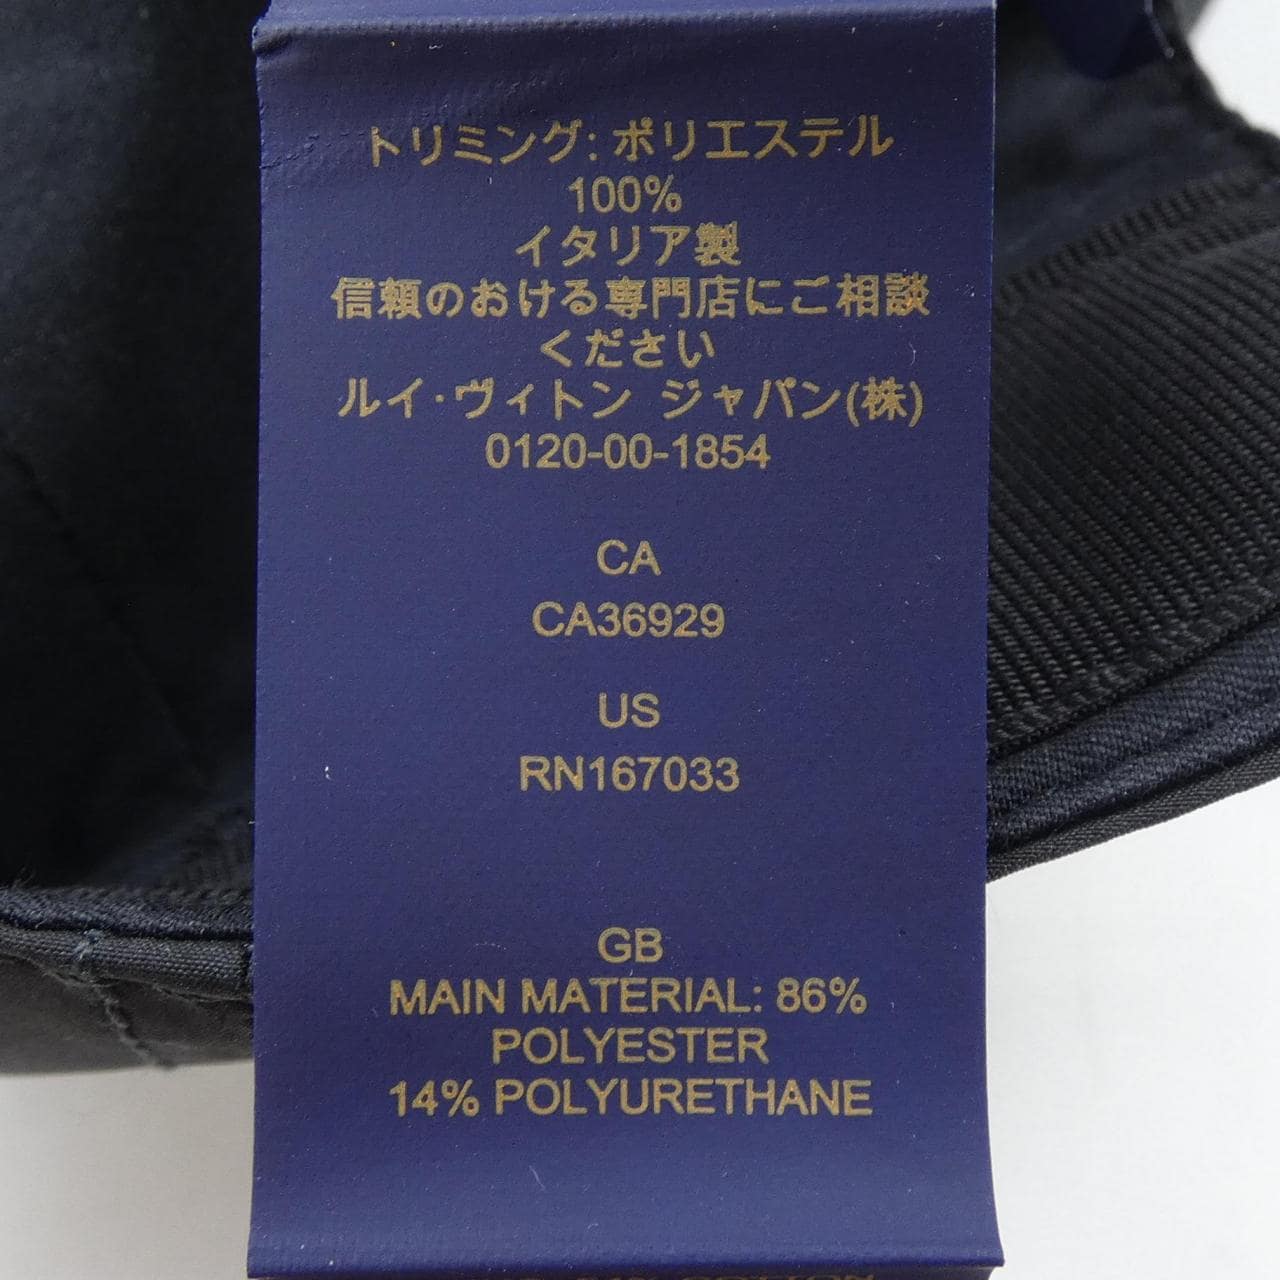 トリミング: ポリエステル
100%
イタリア製
信頼のおける専門店にご相談
ください
ルイ・ヴィトン ジャパン(株)
0120-00-1854
CA
CA36929
US
RN167033
GB
MAIN MATERIAL: 86%
POLYESTER
14% POLYURETHANE